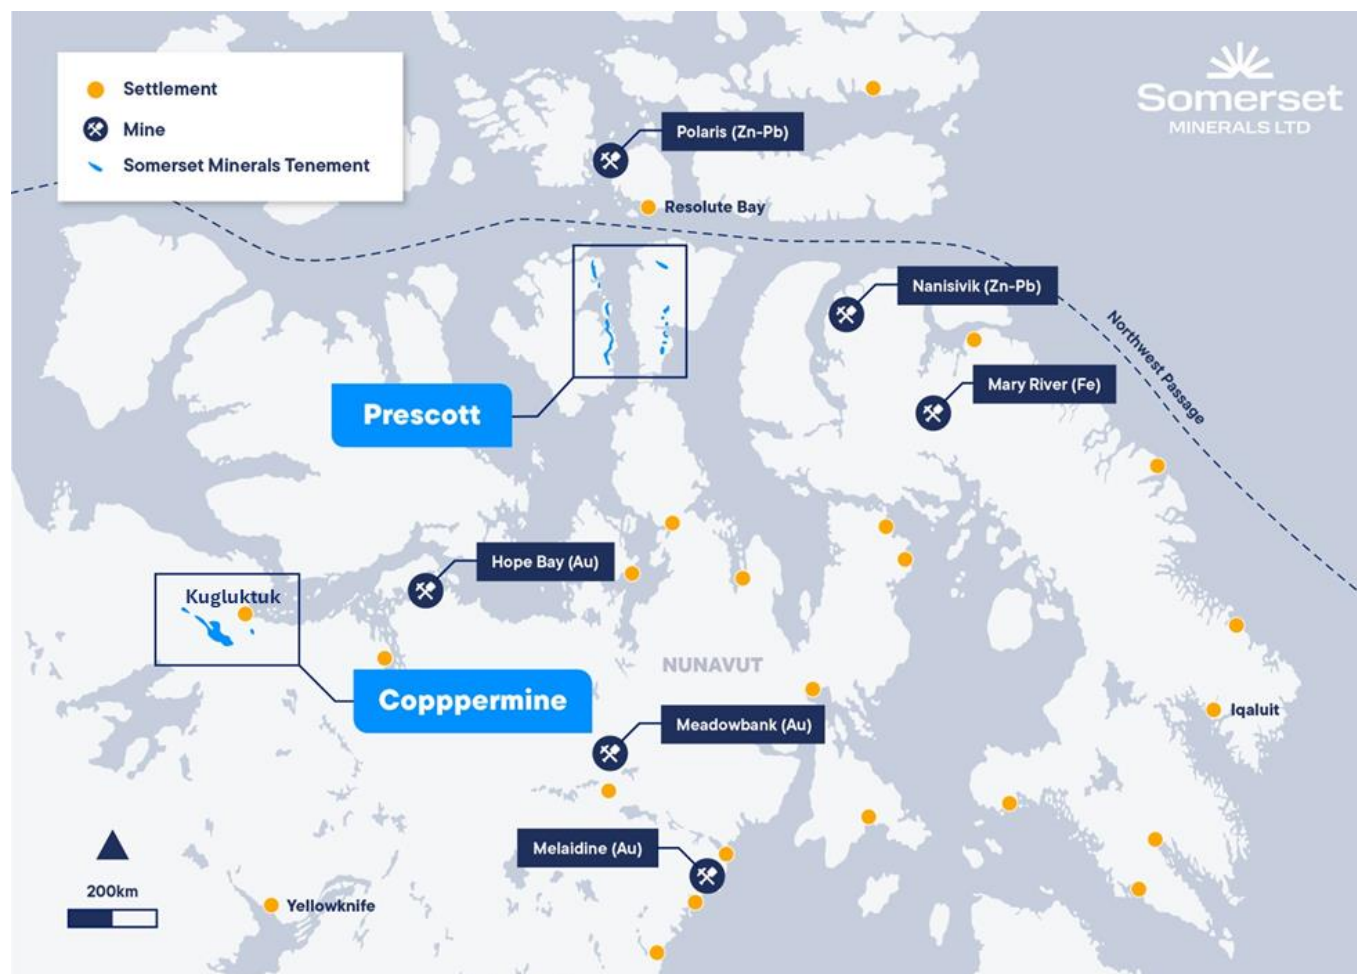 Settlement
Mine
Somerset Minerals Tenement
Somerset
MINERALS LTD
Polaris (Zn-Pb)
Resolute Bay
Nanisivik (Zn-Pb)
Northwest Passage
Mary River (Fe)
Prescott
Hope Bay (Au)
Kugluktuk
NUNAVUT
Copppermine
Meadowbank (Au)
Iqaluit
Melaidine (Au)
200km
Yellowknife